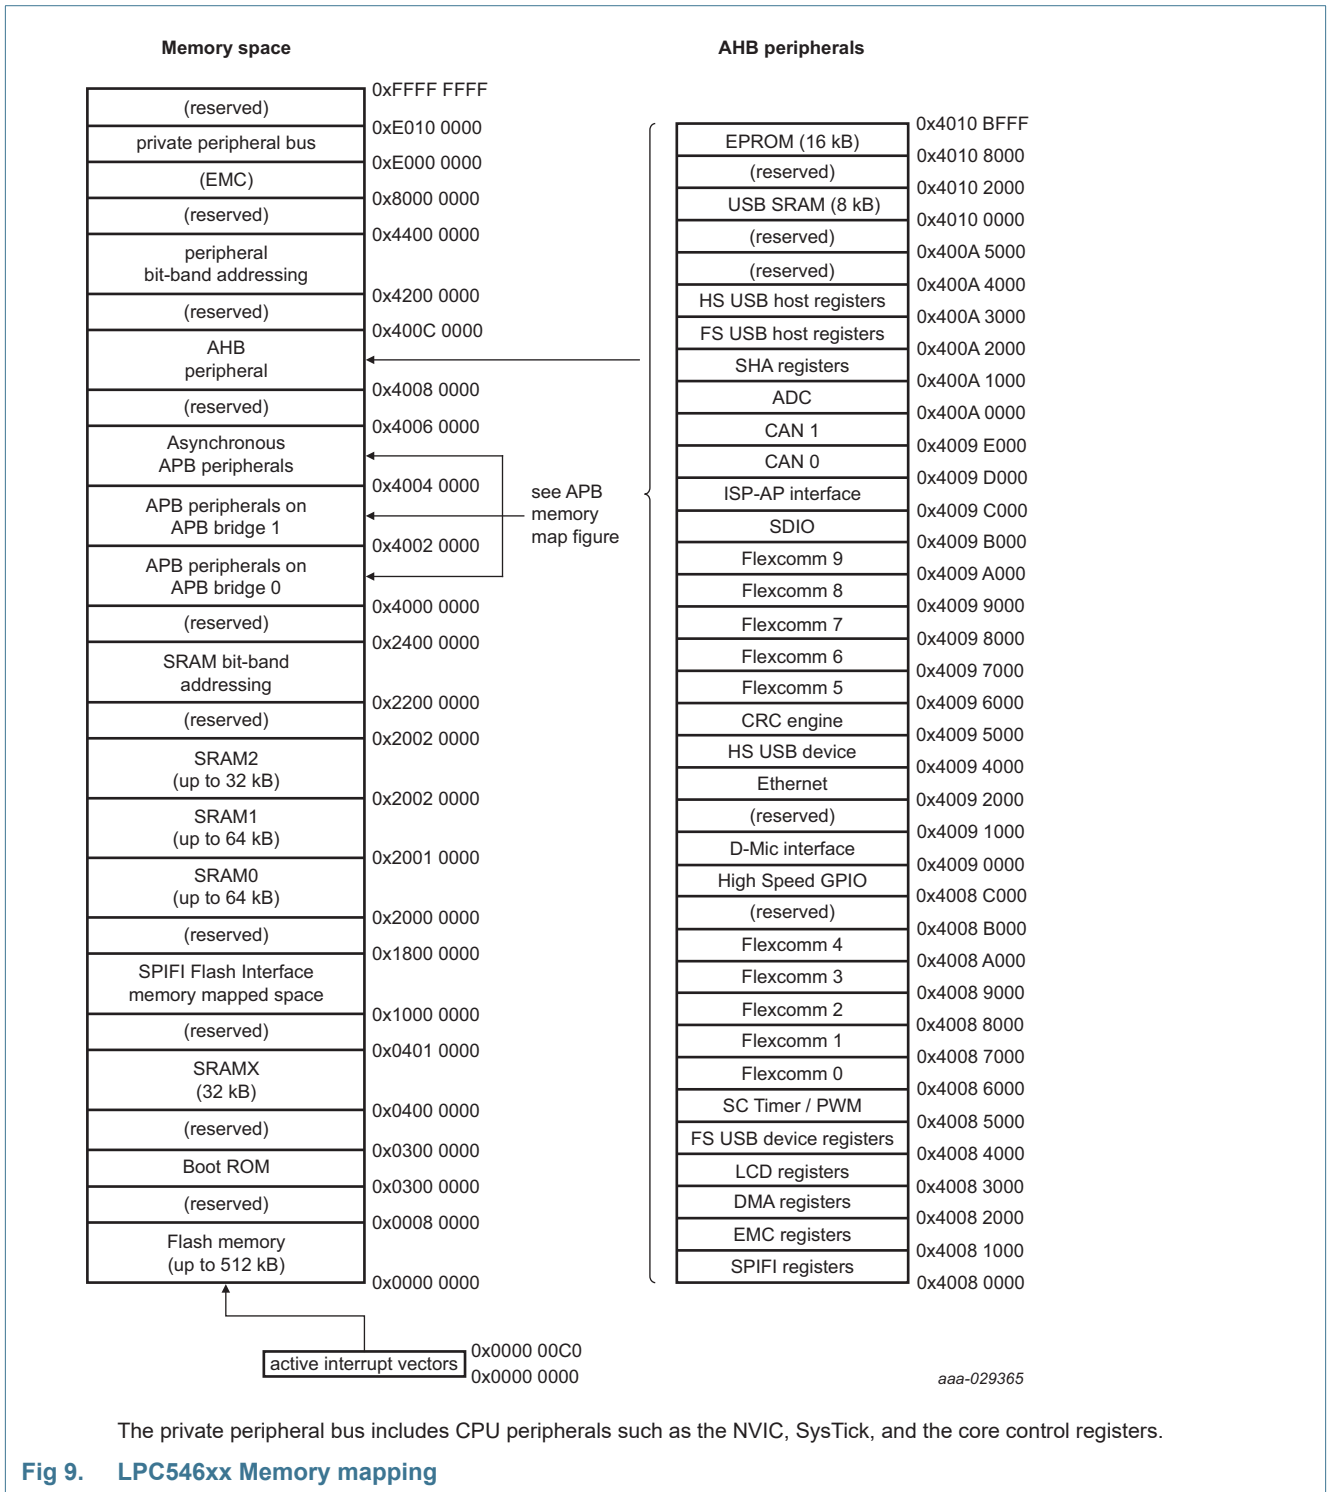 Memory space
0xFFFF FFFF
(reserved)
0xE010 0000
private peripheral bus
0xE000 0000
(EMC)
0x8000 0000
(reserved)
0x4400 0000
peripheral
bit-band addressing
0x4200 0000
(reserved)
0x400C 0000
AHB
peripheral
0x4008 0000
(reserved)
0x4006 0000
Asynchronous
APB peripherals
0x4004 0000
APB peripherals on
APB bridge 1
0x4002 0000
APB peripherals on
APB bridge 0
0x4000 0000
(reserved)
0x2400 0000
SRAM bit-band
addressing
0x2200 0000
(reserved)
0x2002 0000
SRAM2
(up to 32 kB)
0x2002 0000
SRAM1
(up to 64 kB)
0x2001 0000
SRAM0
(up to 64 kB)
0x2000 0000
(reserved)
0x1800 0000
SPIFI Flash Interface
memory mapped space
0x1000 0000
(reserved)
0x0401 0000
SRAMX
(32 kB)
0x0400 0000
(reserved)
0x0300 0000
Boot ROM
0x0300 0000
(reserved)
0x0008 0000
Flash memory
(up to 512 kB)
0x0000 0000
active interrupt vectors
0x0000 00C0
0x0000 0000
see APB
memory
map figure
AHB peripherals
0x4010 BFFF
EPROM (16 kB)
0x4010 8000
(reserved)
0x4010 2000
USB SRAM (8 kB)
0x4010 0000
(reserved)
0x400A 5000
(reserved)
0x400A 4000
HS USB host registers
0x400A 3000
FS USB host registers
0x400A 2000
SHA registers
0x400A 1000
ADC
0x400A 0000
CAN 1
0x4009 E000
CAN 0
0x4009 D000
ISP-AP interface
0x4009 C000
SDIO
0x4009 B000
Flexcomm 9
0x4009 A000
Flexcomm 8
0x4009 9000
Flexcomm 7
0x4009 8000
Flexcomm 6
0x4009 7000
Flexcomm 5
0x4009 6000
CRC engine
0x4009 5000
HS USB device
0x4009 4000
Ethernet
0x4009 2000
(reserved)
0x4009 1000
D-Mic interface
0x4009 0000
High Speed GPIO
0x4008 C000
(reserved)
0x4008 B000
Flexcomm 4
0x4008 A000
Flexcomm 3
0x4008 9000
Flexcomm 2
0x4008 8000
Flexcomm 1
0x4008 7000
Flexcomm 0
0x4008 6000
SC Timer / PWM
0x4008 5000
FS USB device registers
0x4008 4000
LCD registers
0x4008 3000
DMA registers
0x4008 2000
EMC registers
0x4008 1000
SPIFI registers
0x4008 0000
aaa-029365
The private peripheral bus includes CPU peripherals such as the NVIC, SysTick, and the core control registers.
Fig 9. LPC546xx Memory mapping